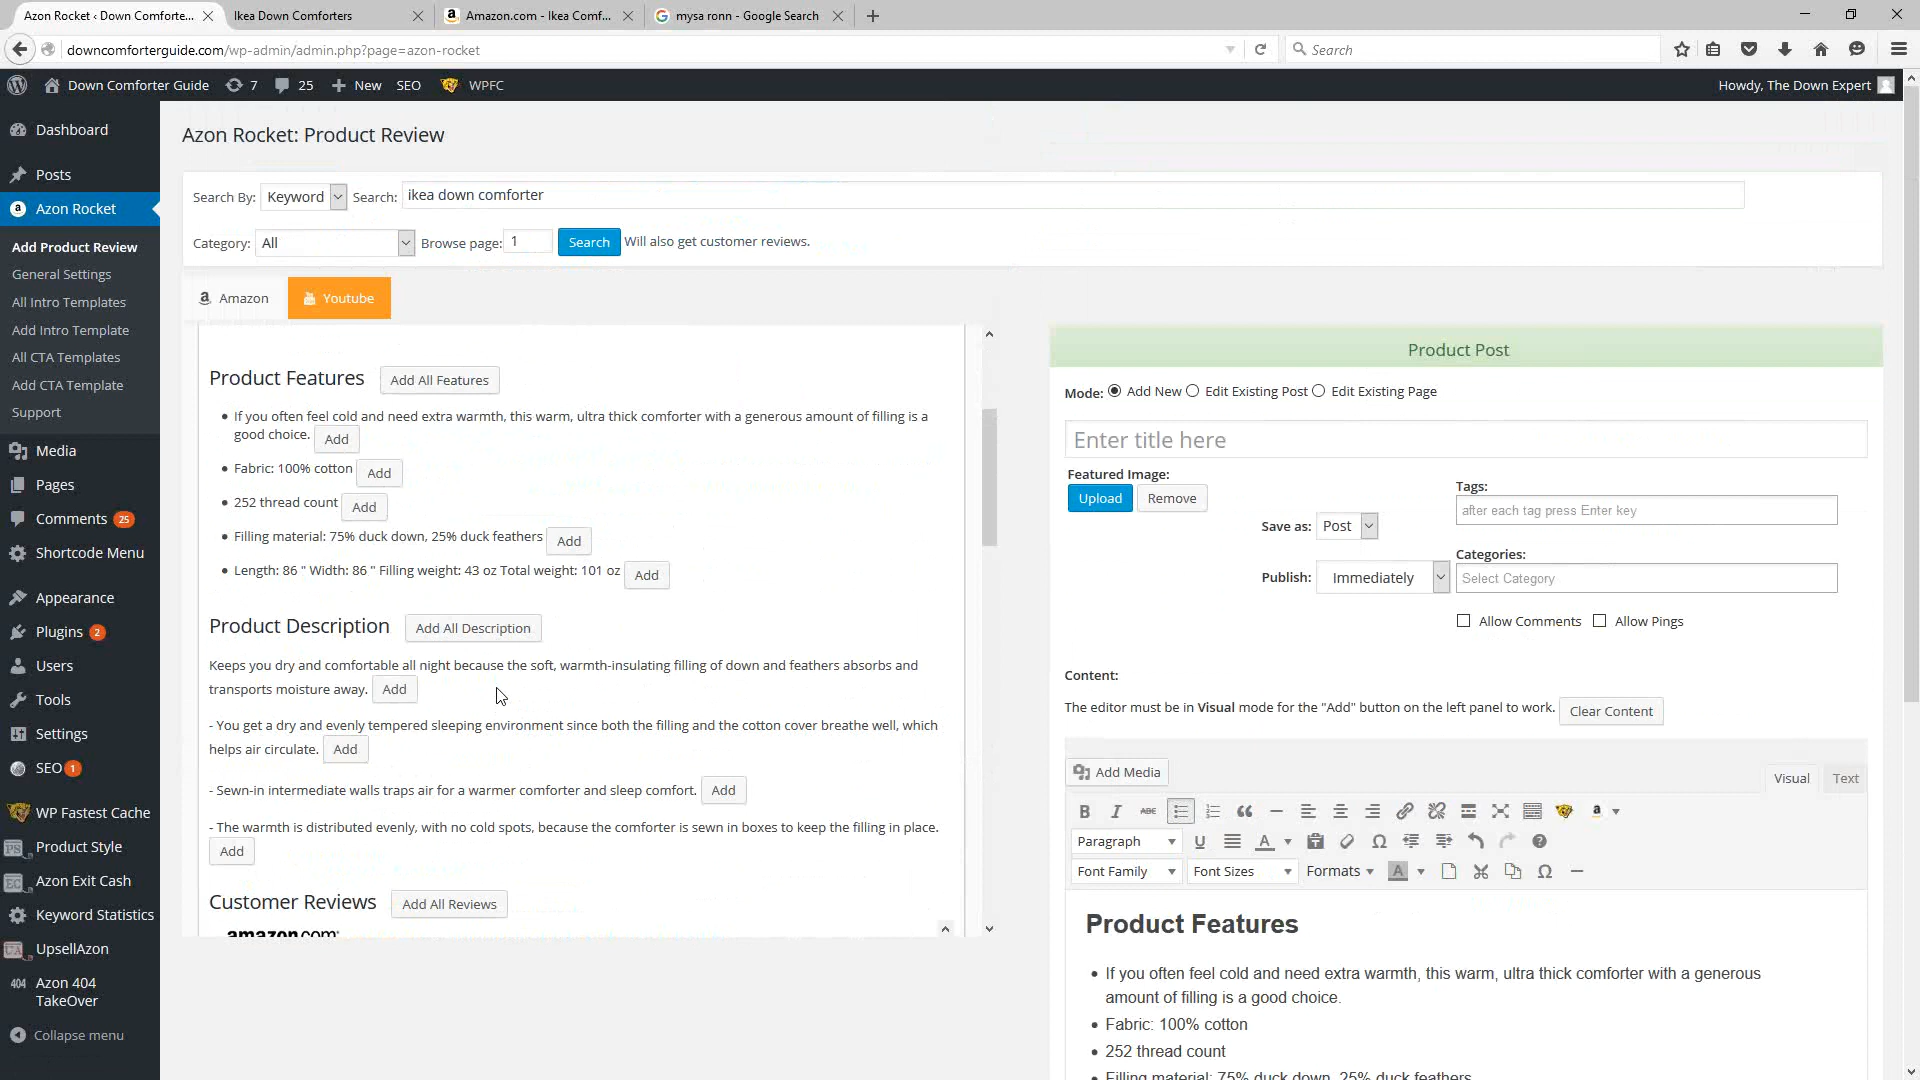 Down Comforter Guide ‹ Down Comforte...
Ikea Down Comforters
Amazon.com - Ikea Comf...
mysa ronn - Google Search
downcomforterguide.com/wp-admin/admin.php?page=azon-rocket
Search
Down Comforter Guide
7
25
New
SEO
WPFC
Howdy, The Down Expert
Dashboard
Posts
Azon Rocket
Add Product Review
General Settings
All Intro Templates
Add Intro Template
All CTA Templates
Add CTA Template
Support
Media
Pages
Comments 25
Shortcode Menu
Appearance
Plugins 2
Users
Tools
Settings
SEO 1
WP Fastest Cache
Product Style
Azon Exit Cash
Keyword Statistics
UpsellAzon
404 Azon 404
TakeOver
Collapse menu
Azon Rocket: Product Review
Search By: Keyword Search: ikea down comforter
Category: All Browse page: 1 Search Will also get customer reviews.
Amazon
Youtube
Product Features Add All Features
• If you often feel cold and need extra warmth, this warm, ultra thick comforter with a generous amount of filling is a
good choice. Add
• Fabric: 100% cotton Add
• 252 thread count Add
• Filling material: 75% duck down, 25% duck feathers Add
• Length: 86 " Width: 86 " Filling weight: 43 oz Total weight: 101 oz Add
Product Description Add All Description
Keeps you dry and comfortable all night because the soft, warmth-insulating filling of down and feathers absorbs and
transports moisture away. Add
- You get a dry and evenly tempered sleeping environment since both the filling and the cotton cover breathe well, which
helps air circulate. Add
- Sewn-in intermediate walls traps air for a warmer comforter and sleep comfort. Add
- The warmth is distributed evenly, with no cold spots, because the comforter is sewn in boxes to keep the filling in place.
Add
Customer Reviews Add All Reviews
amazon.com
Product Post
Mode: Add New Edit Existing Post Edit Existing Page
Enter title here
Featured Image:
Upload Remove
Tags:
after each tag press Enter key
Save as: Post
Categories:
Publish: Immediately
Select Category
Allow Comments Allow Pings
Content:
The editor must be in Visual mode for the "Add" button on the left panel to work. Clear Content
Add Media
Visual Text
B I ABC
Paragraph U A
Font Family Font Sizes Formats A
Product Features
• If you often feel cold and need extra warmth, this warm, ultra thick comforter with a generous
amount of filling is a good choice.
• Fabric: 100% cotton
• 252 thread count
• Filling material: 75% duck down, 25% duck feathers